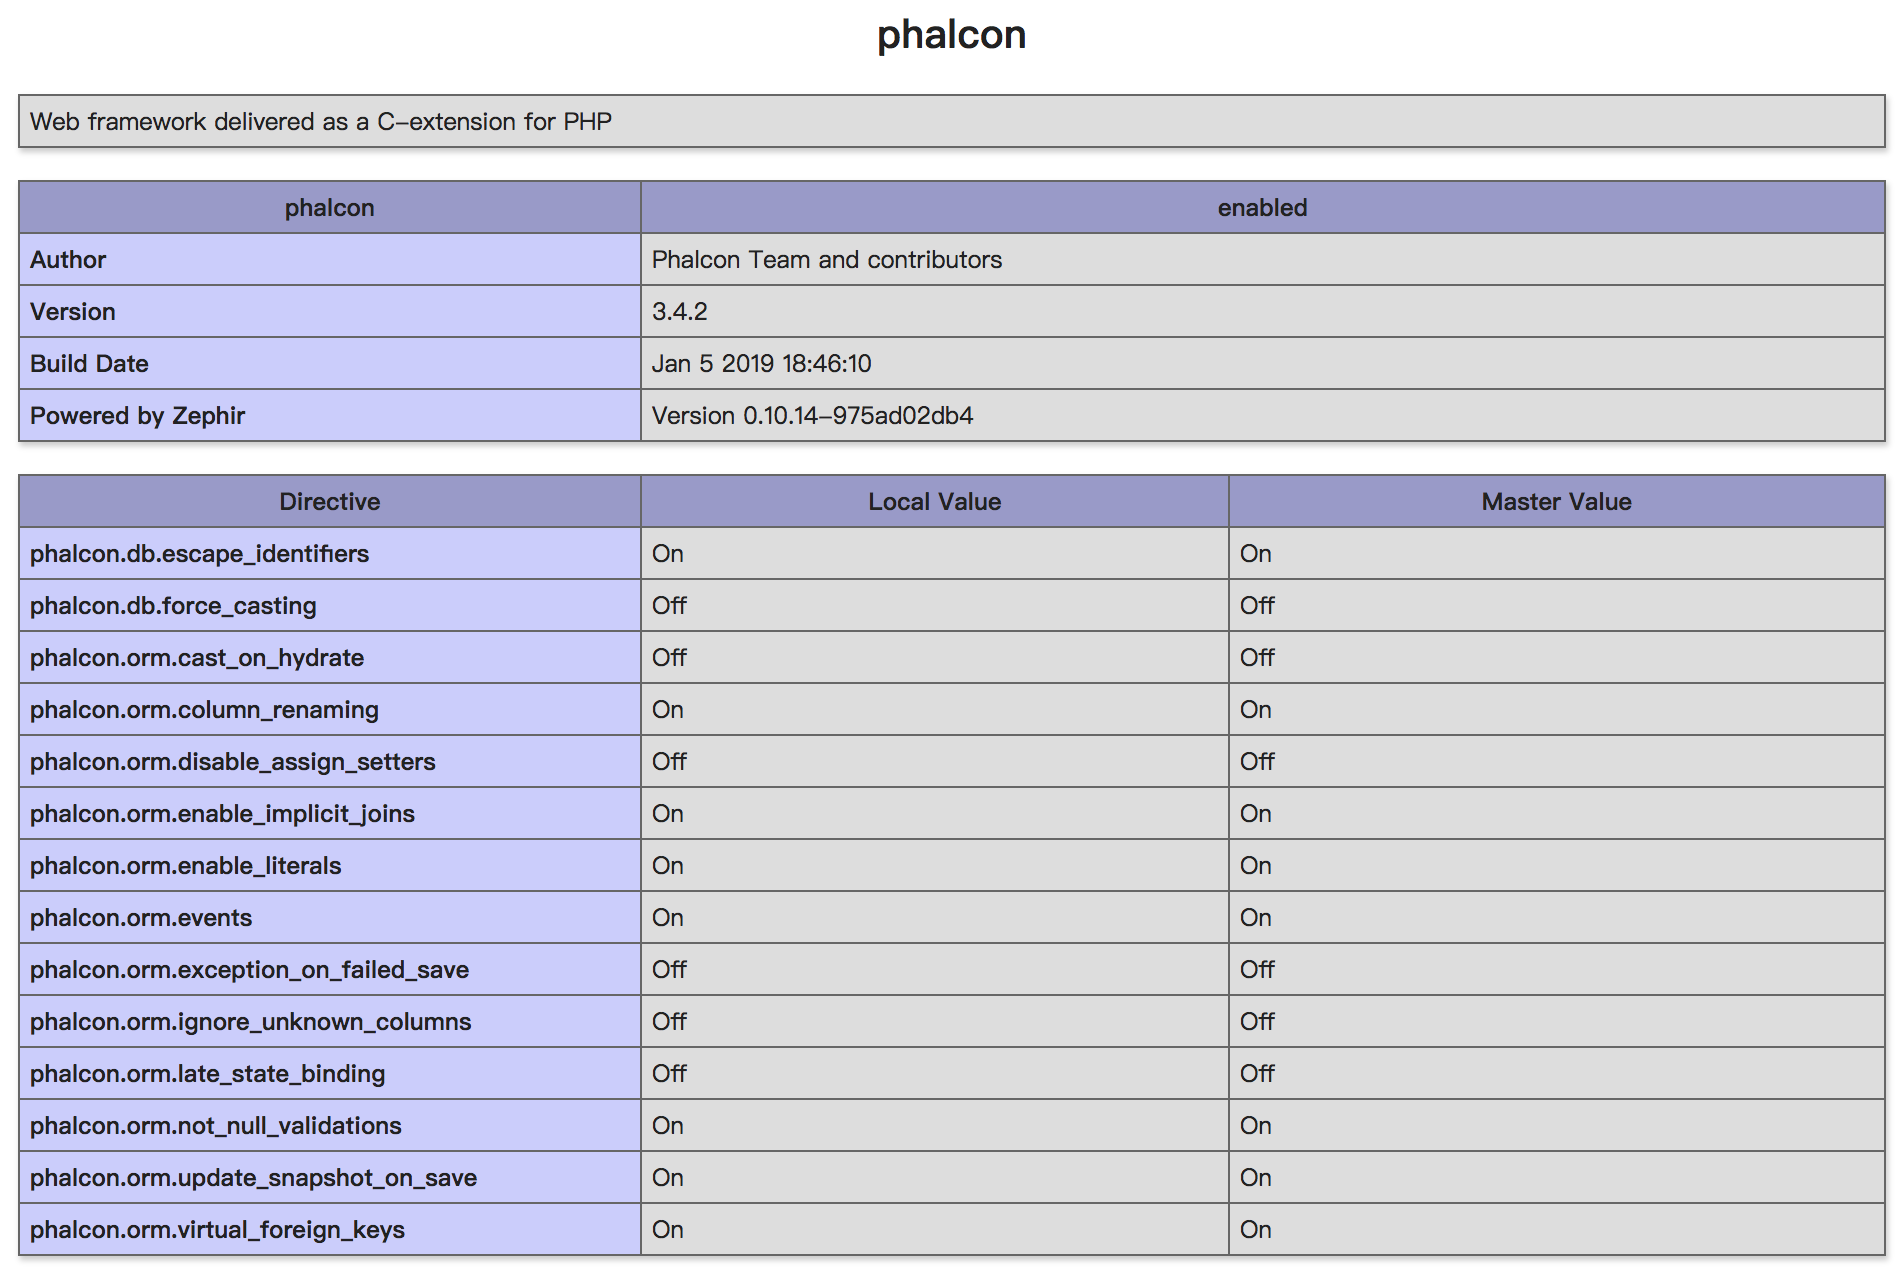 phalcon
Web framework delivered as a C-extension for PHP
phalcon enabled
Author Phalcon Team and contributors
Version 3.4.2
Build Date Jan 5 2019 18:46:10
Powered by Zephir Version 0.10.14-975ad02db4
Directive Local Value Master Value
phalcon.db.escape_identifiers On On
phalcon.db.force_casting Off Off
phalcon.orm.cast_on_hydrate Off Off
phalcon.orm.column_renaming On On
phalcon.orm.disable_assign_setters Off Off
phalcon.orm.enable_implicit_joins On On
phalcon.orm.enable_literals On On
phalcon.orm.events On On
phalcon.orm.exception_on_failed_save Off Off
phalcon.orm.ignore_unknown_columns Off Off
phalcon.orm.late_state_binding Off Off
phalcon.orm.not_null_validations On On
phalcon.orm.update_snapshot_on_save On On
phalcon.orm.virtual_foreign_keys On On